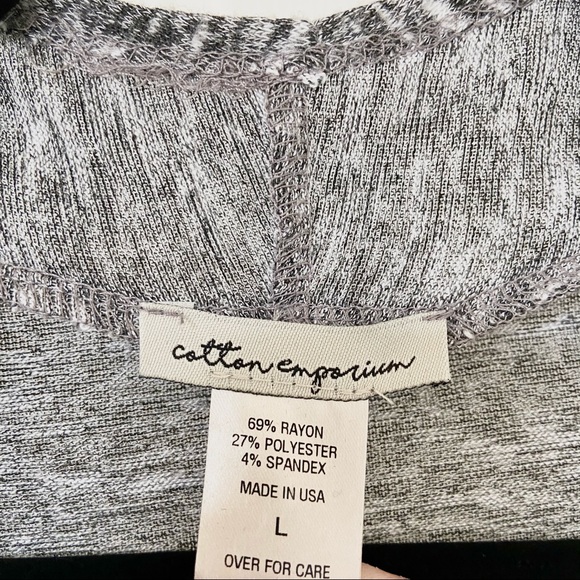 cotton emporium
69% RAYON
27% POLYESTER
4% SPANDEX
MADE IN USA
L
OVER FOR CARE